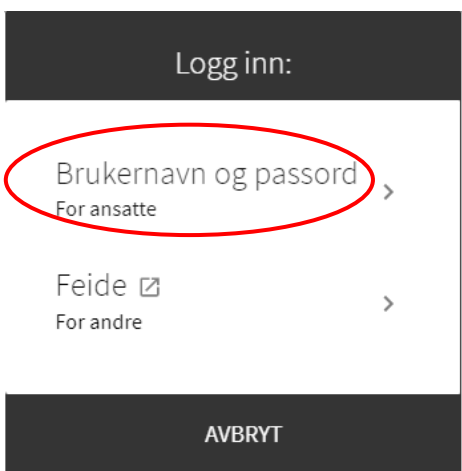 Logg inn:
Brukernavn og passord
For ansatte
Feide
For andre
AVBRYT